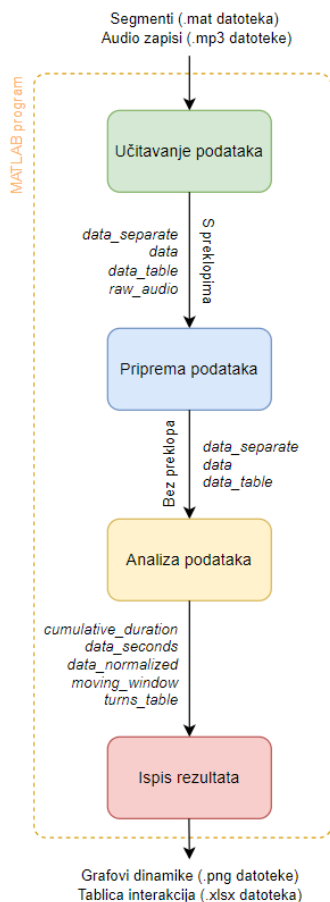 Segmenti (.mat datoteka)
Audio zapisi (.mp3 datoteke)
MATLAB program
Učitavanje podataka
data_separate
data
data_table
raw_audio
S preklopima
Priprema podataka
Bez preklopa
data_separate
data
data_table
Analiza podataka
cumulative_duration
data_seconds
data_normalized
moving_window
turns_table
Ispis rezultata
Grafovi dinamike (.png datoteke)
Tablica interakcija (.xlsx datoteka)